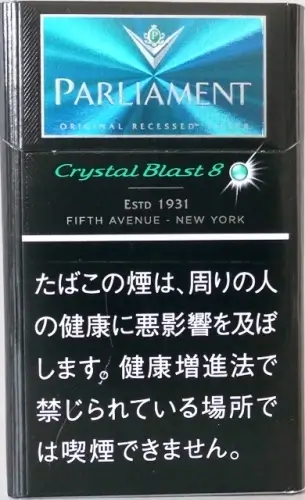 P
PARLIAMENT
ORIGINAL RECESSED FILTER
Crystal Blast 8
ESTD 1931
FIFTH AVENUE - NEW YORK
たばこの煙は、周りの人
の健康に悪影響を及ぼ
します。健康増進法で
禁じられている場所で
は喫煙できません。